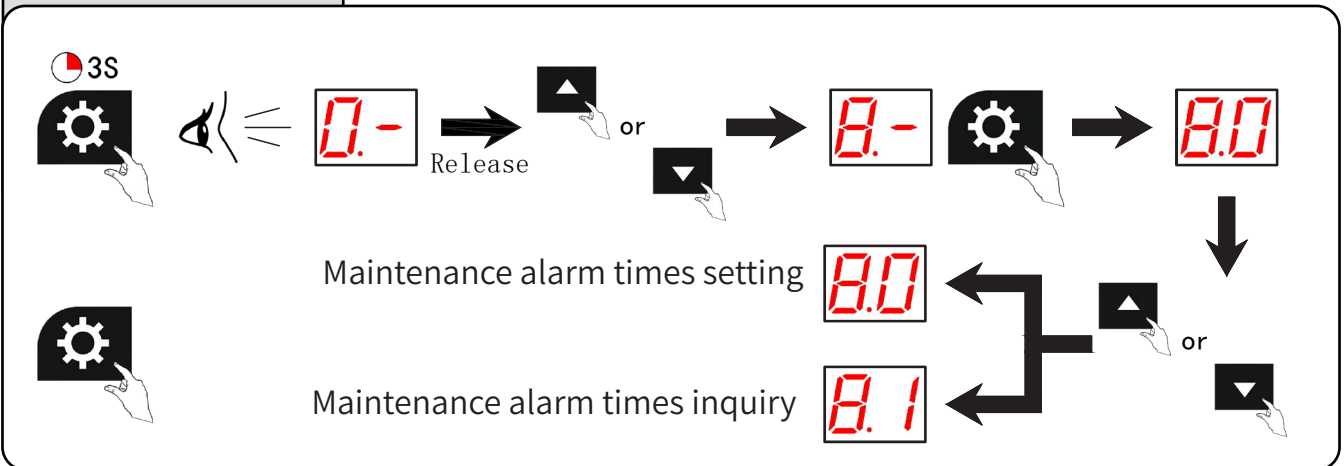 3S
0.-
Release
or
8.-
8.0
Maintenance alarm times setting
8.0
or
Maintenance alarm times inquiry
8.1